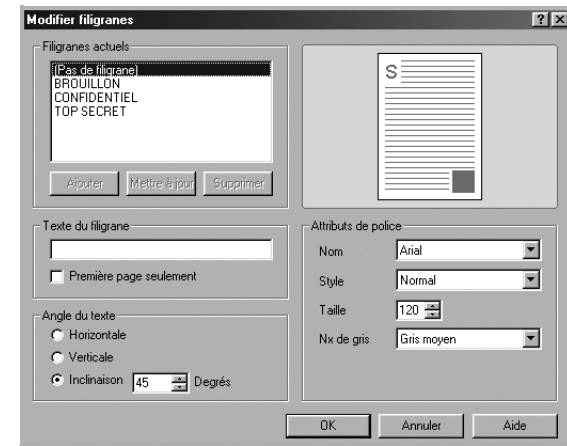 Modifier filigranes
Filigranes actuels
(Pas de filigrane)
BROUILLON
CONFIDENTIEL
TOP SECRET
Ajouter Mettre à jour Supprimer
S
Texte du filigrane
Première page seulement
Angle du texte
Horizontale
Verticale
Inclinaison 45 Degrés
Attributs de police
Nom Arial
Style Normal
Taille 120
Nx de gris Gris moyen
OK Annuler Aide